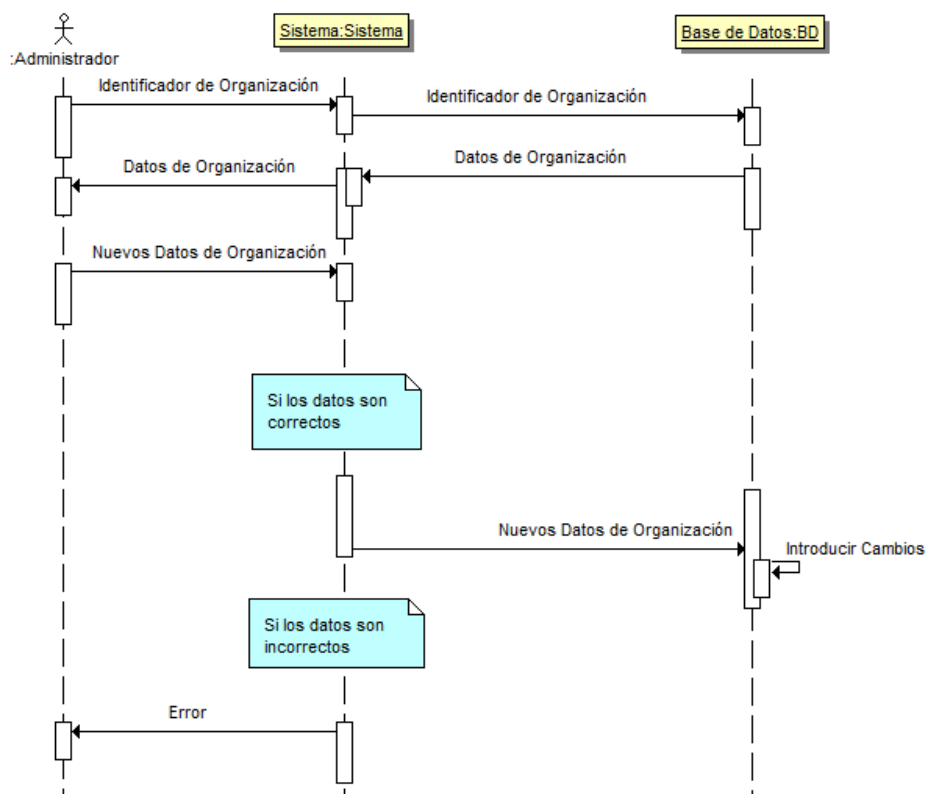 Sistema:Sistema
Base de Datos:BD
:Administrador
Identificador de Organización
Identificador de Organización
Datos de Organización
Datos de Organización
Nuevos Datos de Organización
Si los datos son
correctos
Nuevos Datos de Organización
Introducir Cambios
Si los datos son
incorrectos
Error